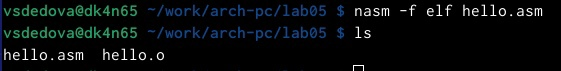 vsdedova@dk4n65 ~/work/arch-pc/lab05 $ nasm -f elf hello.asm
vsdedova@dk4n65 ~/work/arch-pc/lab05 $ ls
hello.asm  hello.o